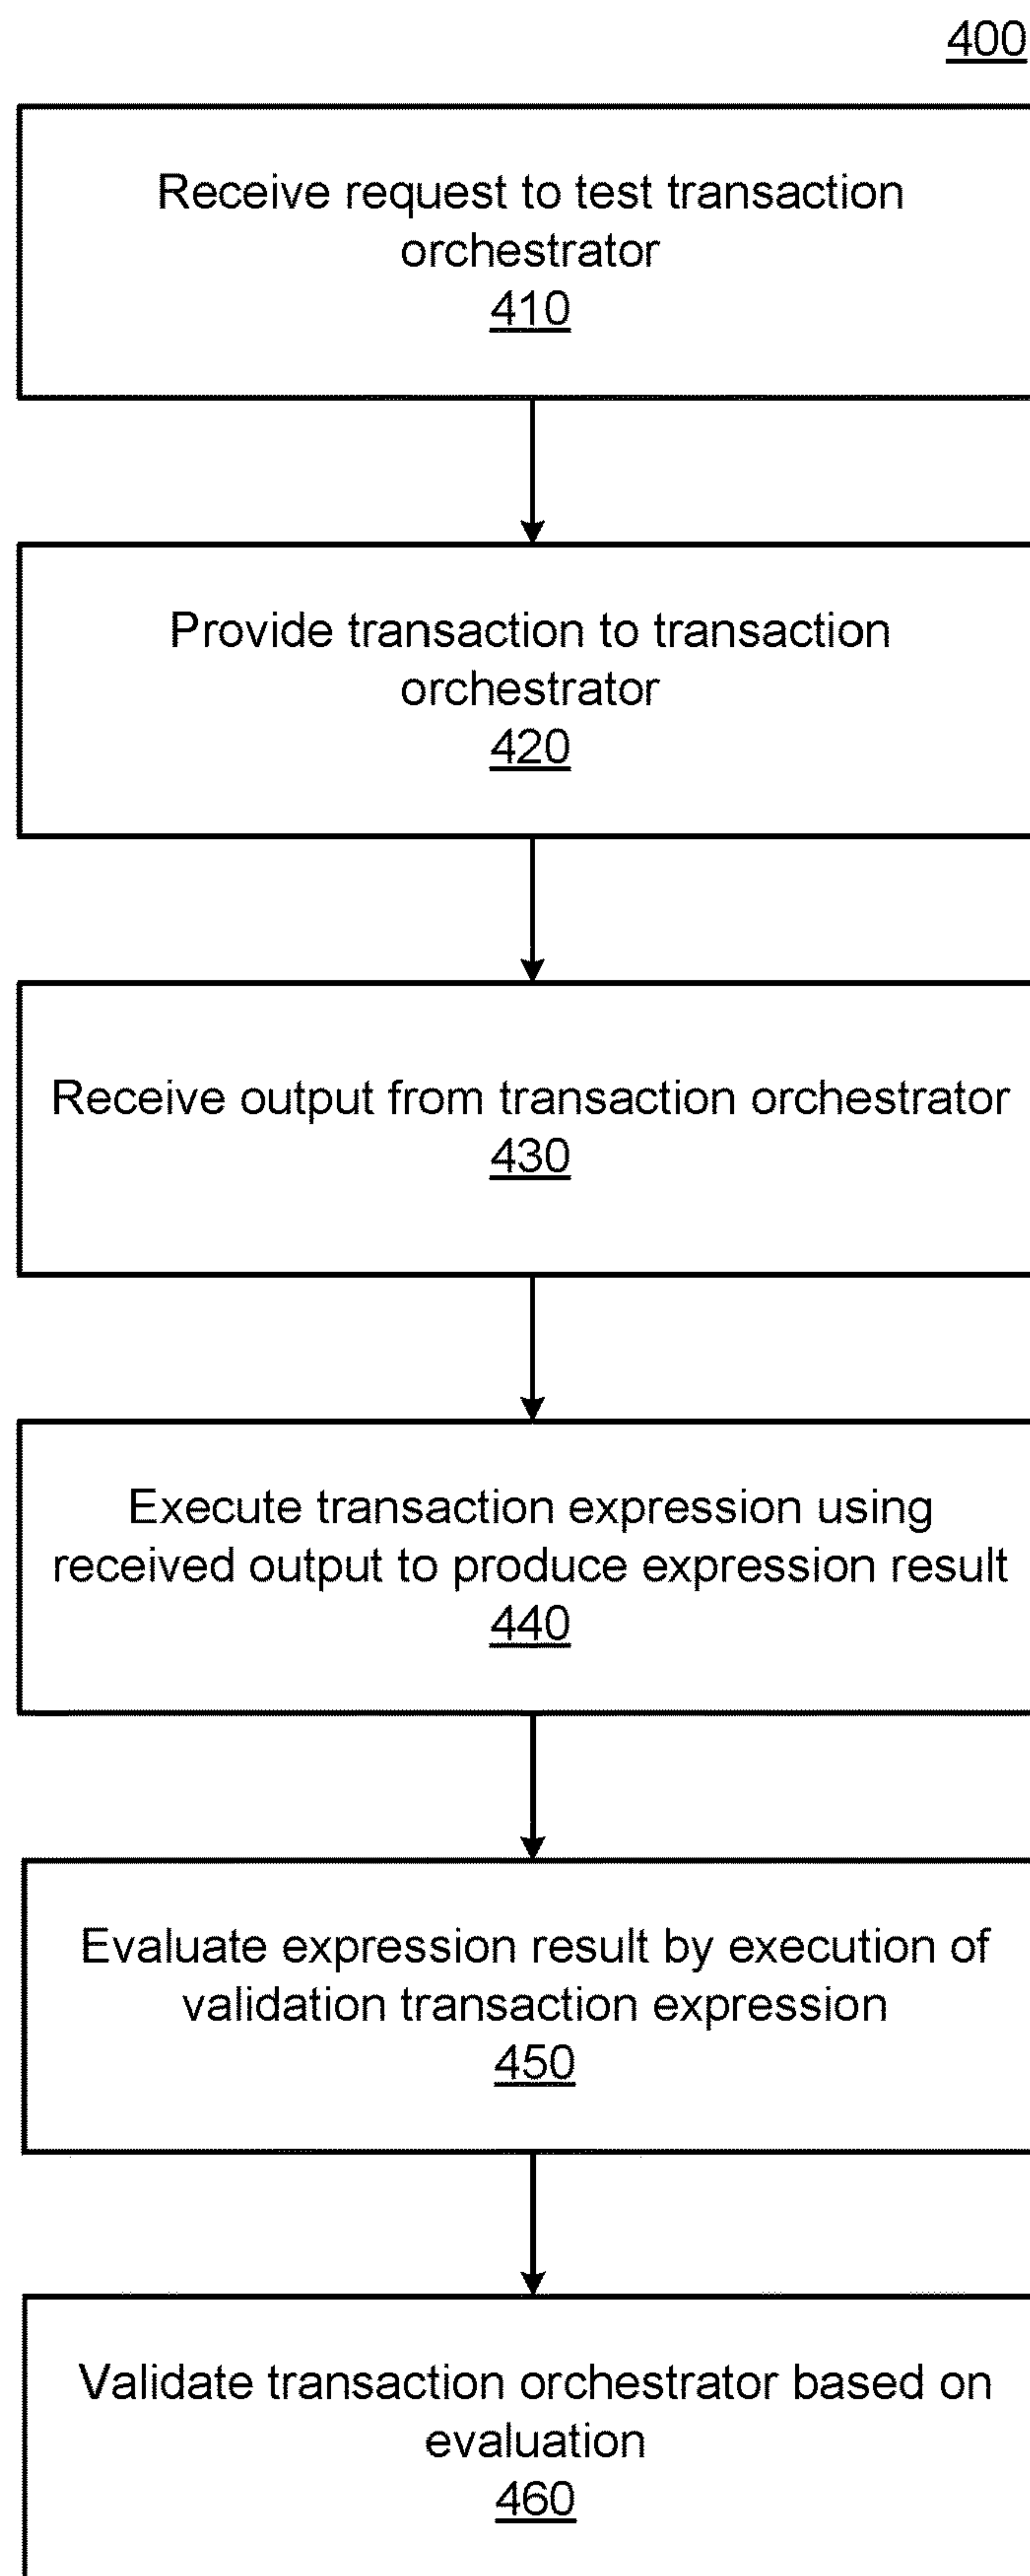 400
Receive request to test transaction
orchestrator
410
Provide transaction to transaction
orchestrator
420
Receive output from transaction orchestrator
430
Execute transaction expression using
received output to produce expression result
440
Evaluate expression result by execution of
validation transaction expression
450
Validate transaction orchestrator based on
evaluation
460